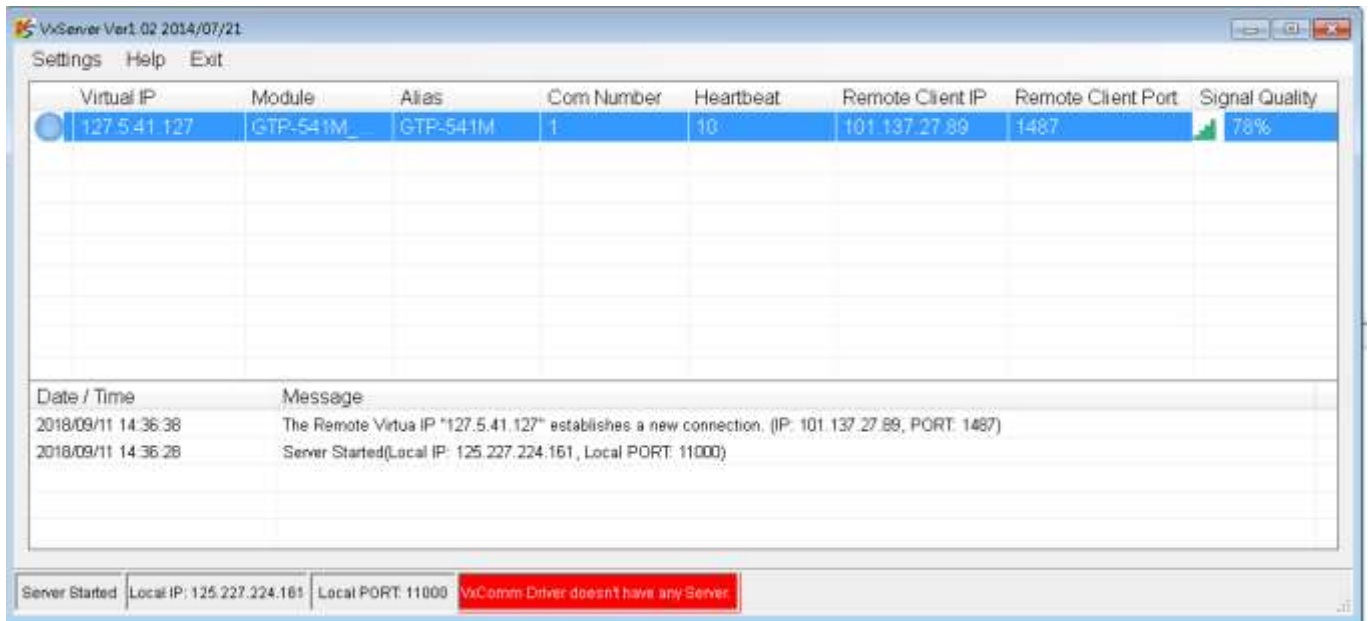 VxServer Ver1.02 2014/07/21
Settings Help Exit
Virtual IP Module Alias Com Number Heartbeat Remote Client IP Remote Client Port Signal Quality
127.5.41.127 GTP-541M_... GTP-541M 1 10 101.137.27.89 1487 78%
Date / Time Message
2018/09/11 14:36:38 The Remote Virtua IP "127.5.41.127" establishes a new connection. (IP: 101.137.27.89, PORT: 1487)
2018/09/11 14:36:28 Server Started(Local IP: 125.227.224.161, Local PORT: 11000)
Server Started Local IP: 125.227.224.161 Local PORT: 11000 VxComm Driver doesn't have any Server.